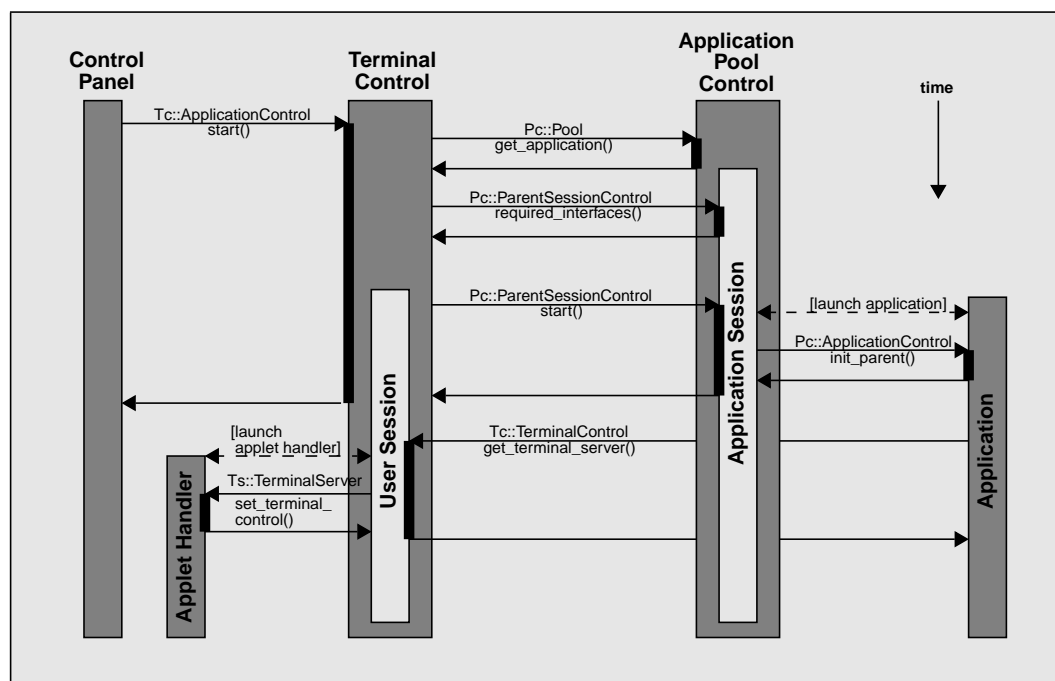 Control
Panel
Terminal
Control
Application
Pool
Control
time
Tc::ApplicationControl
start()
Pc::Pool
get_application()
Pc::ParentSessionControl
required_interfaces()
Pc::ParentSessionControl
start()
[launch application]
Pc::ApplicationControl
init_parent()
[launch
applet handler]
Tc::TerminalControl
get_terminal_server()
Ts::TerminalServer
set_terminal_
control()
Applet Handler
User Session
Application Session
Application